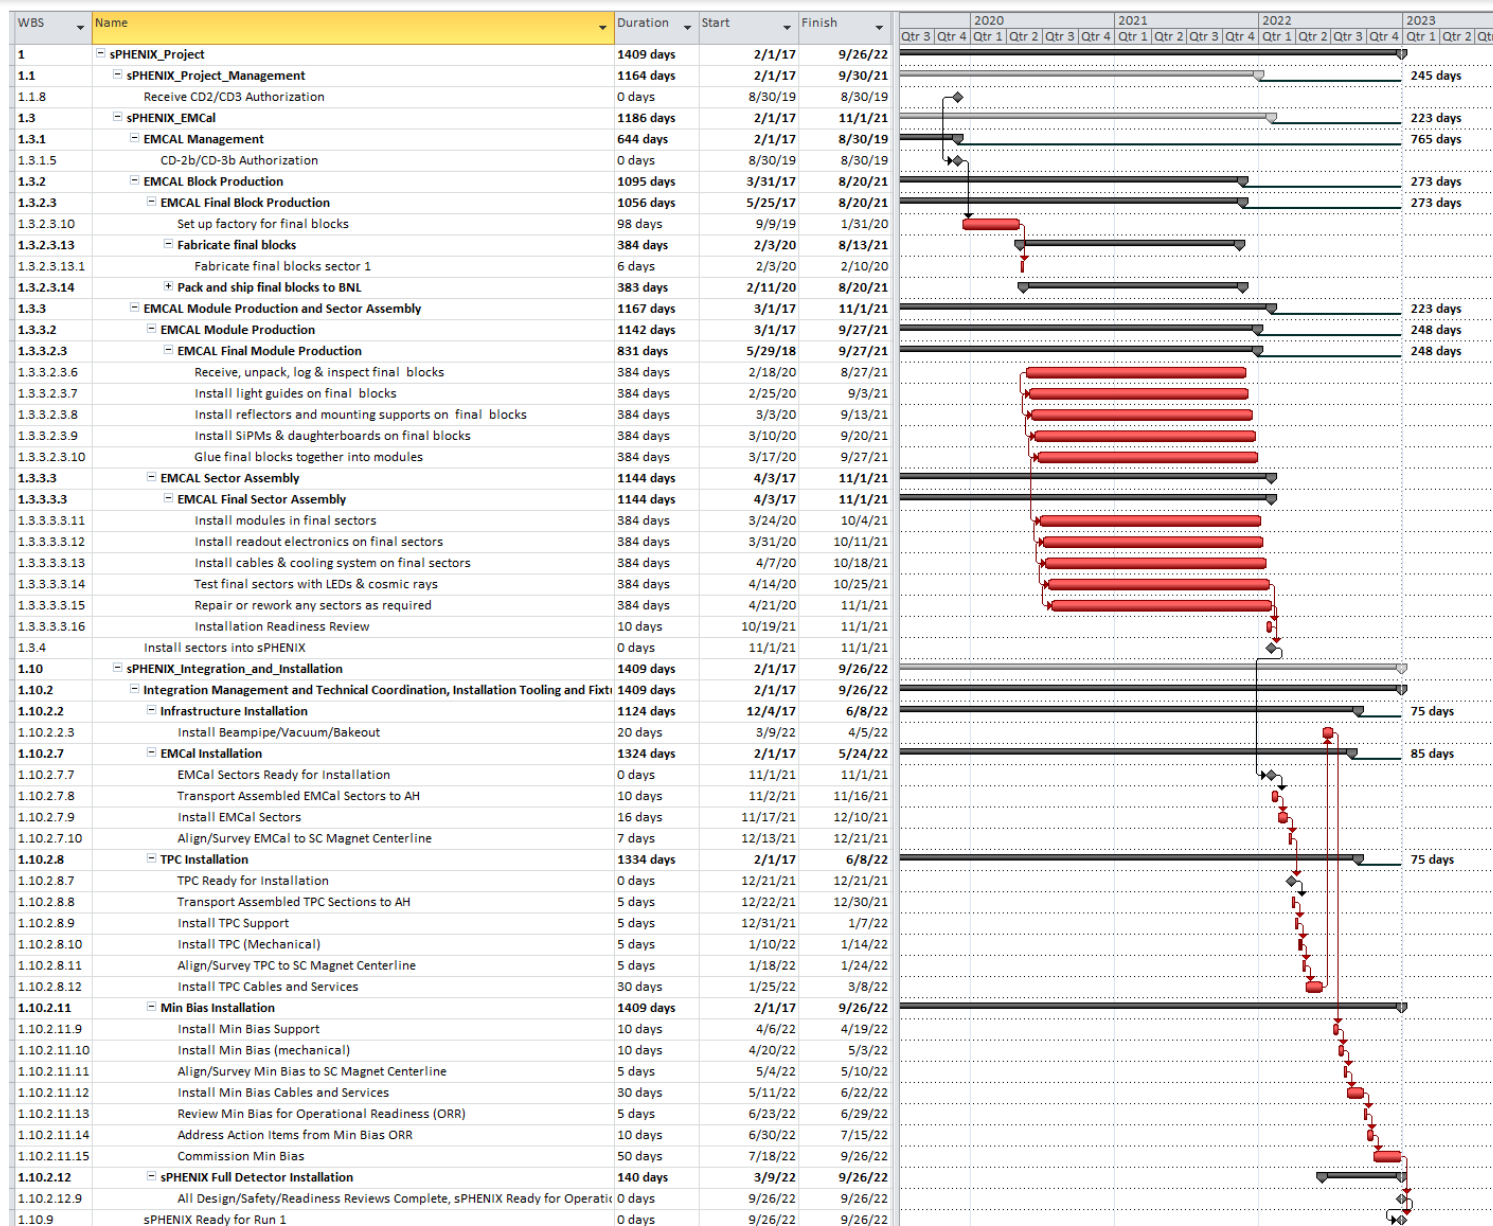 WBS Name Duration Start Finish 2020 2021 2022 2023
Qtr 3 Qtr 4 Qtr 1 Qtr 2 Qtr 3 Qtr 4 Qtr 1 Qtr 2 Qtr 3 Qtr 4 Qtr 1 Qtr 2 Qtr 3 Qtr 4 Qtr 1 Qtr 2 Qtr
1 sPHENIX_Project 1409 days 2/1/17 9/26/22
1.1 sPHENIX_Project_Management 1164 days 2/1/17 9/30/21 245 days
1.1.8 Receive CD2/CD3 Authorization 0 days 8/30/19 8/30/19
1.3 sPHENIX_EMCal 1186 days 2/1/17 11/1/21 223 days
1.3.1 EMCAL Management 644 days 2/1/17 8/30/19 765 days
1.3.1.5 CD-2b/CD-3b Authorization 0 days 8/30/19 8/30/19
1.3.2 EMCAL Block Production 1095 days 3/31/17 8/20/21 273 days
1.3.2.3 EMCAL Final Block Production 1056 days 5/25/17 8/20/21 273 days
1.3.2.3.10 Set up factory for final blocks 98 days 9/9/19 1/31/20
1.3.2.3.13 Fabricate final blocks 384 days 2/3/20 8/13/21
1.3.2.3.13.1 Fabricate final blocks sector 1 6 days 2/3/20 2/10/20
1.3.2.3.14 Pack and ship final blocks to BNL 383 days 2/11/20 8/20/21
1.3.3 EMCAL Module Production and Sector Assembly 1167 days 3/1/17 11/1/21 223 days
1.3.3.2 EMCAL Module Production 1142 days 3/1/17 9/27/21 248 days
1.3.3.2.3 EMCAL Final Module Production 831 days 5/29/18 9/27/21 248 days
1.3.3.2.3.6 Receive, unpack, log & inspect final blocks 384 days 2/18/20 8/27/21
1.3.3.2.3.7 Install light guides on final blocks 384 days 2/25/20 9/3/21
1.3.3.2.3.8 Install reflectors and mounting supports on final blocks 384 days 3/3/20 9/13/21
1.3.3.2.3.9 Install SiPMs & daughterboards on final blocks 384 days 3/10/20 9/20/21
1.3.3.2.3.10 Glue final blocks together into modules 384 days 3/17/20 9/27/21
1.3.3.3 EMCAL Sector Assembly 1144 days 4/3/17 11/1/21
1.3.3.3.3 EMCAL Final Sector Assembly 1144 days 4/3/17 11/1/21
1.3.3.3.3.11 Install modules in final sectors 384 days 3/24/20 10/4/21
1.3.3.3.3.12 Install readout electronics on final sectors 384 days 3/31/20 10/11/21
1.3.3.3.3.13 Install cables & cooling system on final sectors 384 days 4/7/20 10/18/21
1.3.3.3.3.14 Test final sectors with LEDs & cosmic rays 384 days 4/14/20 10/25/21
1.3.3.3.3.15 Repair or rework any sectors as required 384 days 4/21/20 11/1/21
1.3.3.3.3.16 Installation Readiness Review 10 days 10/19/21 11/1/21
1.3.4 Install sectors into sPHENIX 0 days 11/1/21 11/1/21
1.10 sPHENIX_Integration_and_Installation 1409 days 2/1/17 9/26/22
1.10.2 Integration Management and Technical Coordination, Installation Tooling and Fixtu 1409 days 2/1/17 9/26/22
1.10.2.2 Infrastructure Installation 1124 days 12/4/17 6/8/22 75 days
1.10.2.2.3 Install Beampipe/Vacuum/Bakeout 20 days 3/9/22 4/5/22
1.10.2.7 EMCal Installation 1324 days 2/1/17 5/24/22 85 days
1.10.2.7.7 EMCal Sectors Ready for Installation 0 days 11/1/21 11/1/21
1.10.2.7.8 Transport Assembled EMCal Sectors to AH 10 days 11/2/21 11/16/21
1.10.2.7.9 Install EMCal Sectors 16 days 11/17/21 12/10/21
1.10.2.7.10 Align/Survey EMCal to SC Magnet Centerline 7 days 12/13/21 12/21/21
1.10.2.8 TPC Installation 1334 days 2/1/17 6/8/22 75 days
1.10.2.8.7 TPC Ready for Installation 0 days 12/21/21 12/21/21
1.10.2.8.8 Transport Assembled TPC Sections to AH 5 days 12/22/21 12/30/21
1.10.2.8.9 Install TPC Support 5 days 12/31/21 1/7/22
1.10.2.8.10 Install TPC (Mechanical) 5 days 1/10/22 1/14/22
1.10.2.8.11 Align/Survey TPC to SC Magnet Centerline 5 days 1/18/22 1/24/22
1.10.2.8.12 Install TPC Cables and Services 30 days 1/25/22 3/8/22
1.10.2.11 Min Bias Installation 1409 days 2/1/17 9/26/22
1.10.2.11.9 Install Min Bias Support 10 days 4/6/22 4/19/22
1.10.2.11.10 Install Min Bias (mechanical) 10 days 4/20/22 5/3/22
1.10.2.11.11 Align/Survey Min Bias to SC Magnet Centerline 5 days 5/4/22 5/10/22
1.10.2.11.12 Install Min Bias Cables and Services 30 days 5/11/22 6/22/22
1.10.2.11.13 Review Min Bias for Operational Readiness (ORR) 5 days 6/23/22 6/29/22
1.10.2.11.14 Address Action Items from Min Bias ORR 10 days 6/30/22 7/15/22
1.10.2.11.15 Commission Min Bias 50 days 7/18/22 9/26/22
1.10.2.12 sPHENIX Full Detector Installation 140 days 3/9/22 9/26/22
1.10.2.12.9 All Design/Safety/Readiness Reviews Complete, sPHENIX Ready for Operatio 0 days 9/26/22 9/26/22
1.10.9 sPHENIX Ready for Run 1 0 days 9/26/22 9/26/22